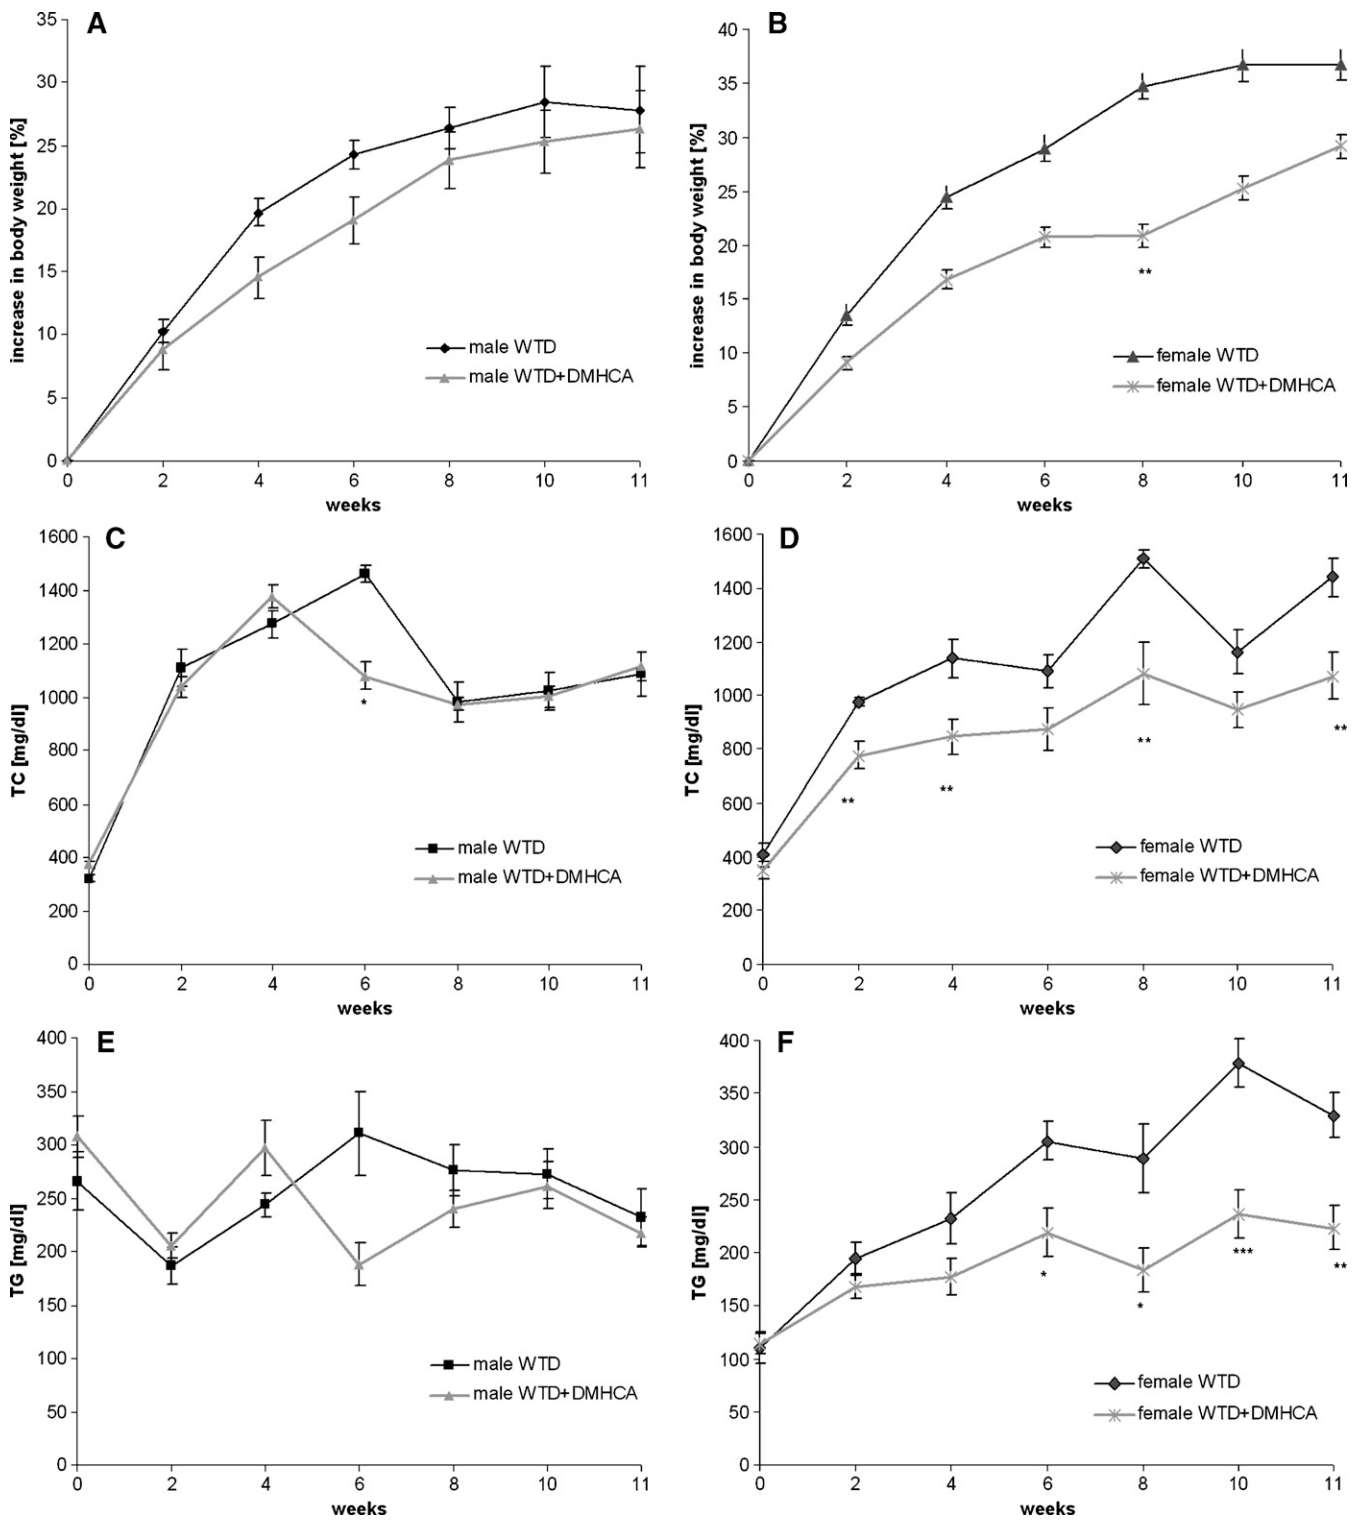 A
increase in body weight [%]
35
30
25
20
15
10
5
0
male WTD
male WTD+DMHCA
0 2 4 6 8 10 11
weeks
B
increase in body weight [%]
40
35
30
25
20
15
10
5
0
**
female WTD
female WTD+DMHCA
0 2 4 6 8 10 11
weeks
C
TC [mg/dl]
1600
1400
1200
1000
800
600
400
200
0
*
male WTD
male WTD+DMHCA
0 2 4 6 8 10 11
weeks
D
TC [mg/dl]
1600
1400
1200
1000
800
600
400
200
0
** ** ** **
female WTD
female WTD+DMHCA
0 2 4 6 8 10 11
weeks
E
TG [mg/dl]
400
350
300
250
200
150
100
50
0
male WTD
male WTD+DMHCA
0 2 4 6 8 10 11
weeks
F
TG [mg/dl]
400
350
300
250
200
150
100
50
0
* * *** **
female WTD
female WTD+DMHCA
0 2 4 6 8 10 11
weeks